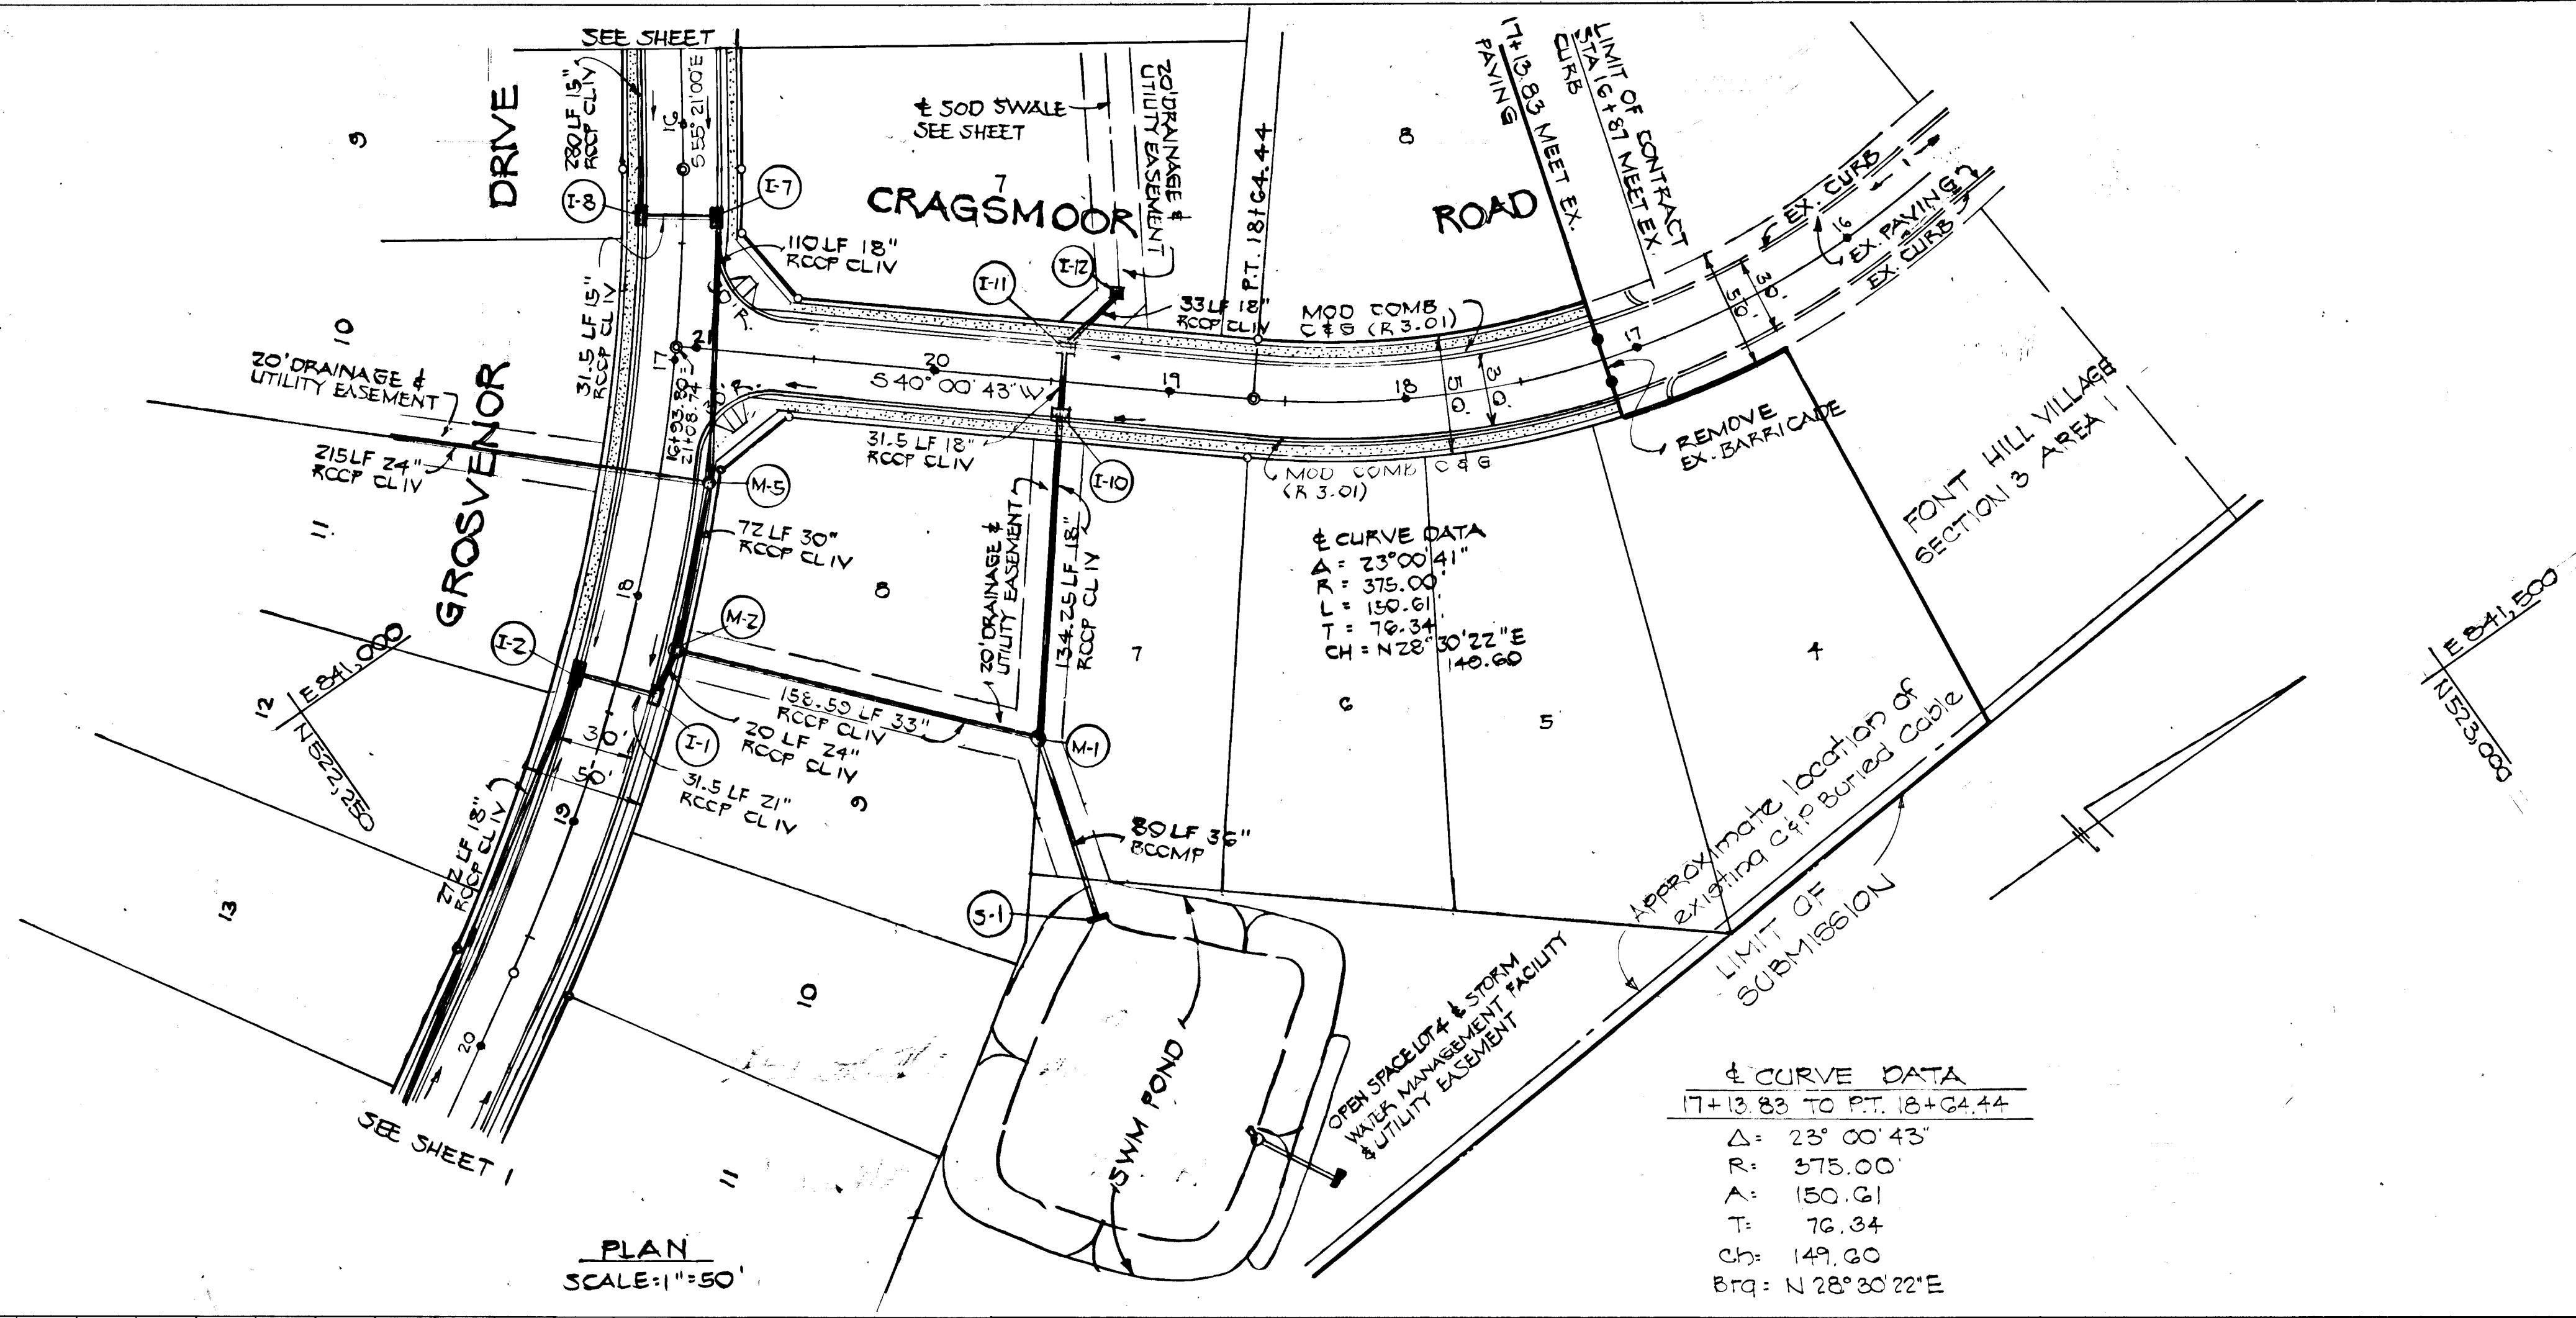 SEE SHEET 1
DRIVE
280 LF 15"
RCCP CL IV
16
S 55° 21' 00" E
I-8
I-7
9
℄ SOD SWALE
SEE SHEET
20' DRAINAGE &
UTILITY EASEMENT
7
CRAGSMOOR
ROAD
8
P.T. 18+64.44
17+13.83 MEET EX.
PAVING
LIMIT OF CONTRACT
STA 16+87 MEET EX.
CURB
EX. CURB
EX. PAVING
16
EX. CURB
110 LF 18"
RCCP CL IV
I-11
I-12
33 LF 18"
RCCP CL IV
MOD COMB
C & G (R 3.01)
30'
50'
17
31.5 LF 15"
RCCP CL IV
10
20' DRAINAGE &
UTILITY EASEMENT
GROSVENOR
17
21
16+93.80 =
21+08.74
20
S 40° 00' 43" W
19
18
50'
30'
215 LF 24"
RCCP CL IV
M-5
31.5 LF 18"
RCCP CL IV
I-10
MOD COMB C & G
(R 3.01)
REMOVE
EX. BARRICADE
FONT HILL VILLAGE
SECTION 3 AREA 1
11
72 LF 30"
RCCP CL IV
8
20' DRAINAGE &
UTILITY EASEMENT
134.25 LF 18"
RCCP CL IV
℄ CURVE DATA
Δ = 23°00'41"
R = 375.00'
L = 150.61'
T = 76.34'
CH = N28°30'22"E
149.60
18
M-2
I-2
7
6
5
4
E 841,000
N 522,250
12
E 841,500
N 523,000
158.59 LF 33"
RCCP CL IV
20 LF 24"
RCCP CL IV
I-1
31.5 LF 21"
RCCP CL IV
M-1
30'
50'
9
19
272 LF 18"
RCCP CL IV
89 LF 36"
BCCMP
S-1
13
10
20
Approximate location of
existing C&P Buried Cable
LIMIT OF
SUBMISSION
OPEN SPACE LOT 4 & STORM
WATER MANAGEMENT FACILITY
& UTILITY EASEMENT
SWM POND
SEE SHEET 1
11
PLAN
SCALE: 1"=50'
℄ CURVE DATA
17+13.83 TO P.T. 18+64.44
Δ= 23° 00' 43"
R= 375.00'
A= 150.61
T= 76.34
Ch= 149.60
Brg= N 28°30'22"E